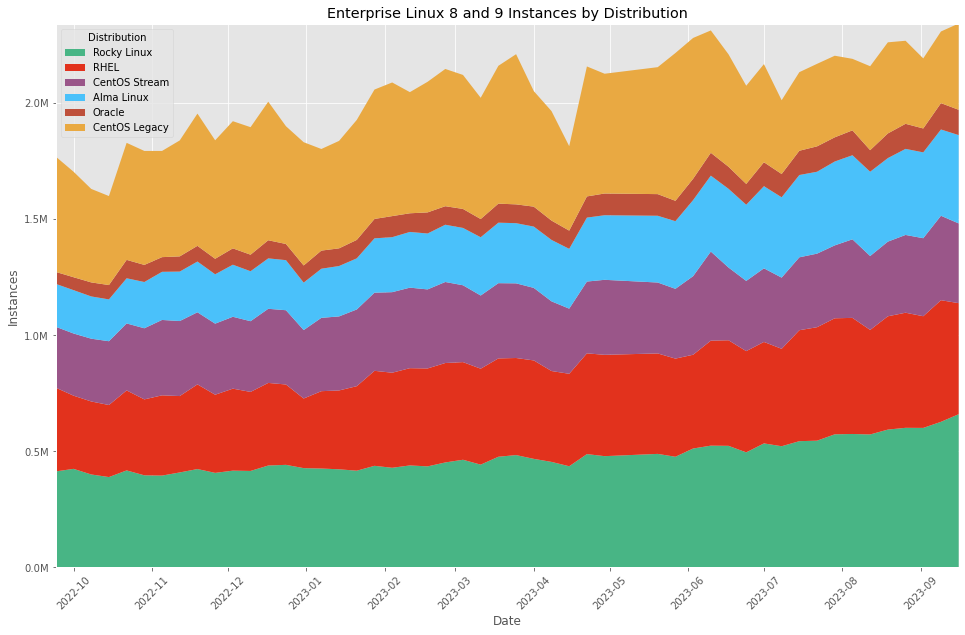 Enterprise Linux 8 and 9 Instances by Distribution
Distribution
Rocky Linux
RHEL
CentOS Stream
Alma Linux
Oracle
CentOS Legacy
2.0M
1.5M
1.0M
0.5M
0.0M
Instances
2022-10
2022-11
2022-12
2023-01
2023-02
2023-03
2023-04
2023-05
2023-06
2023-07
2023-08
2023-09
Date